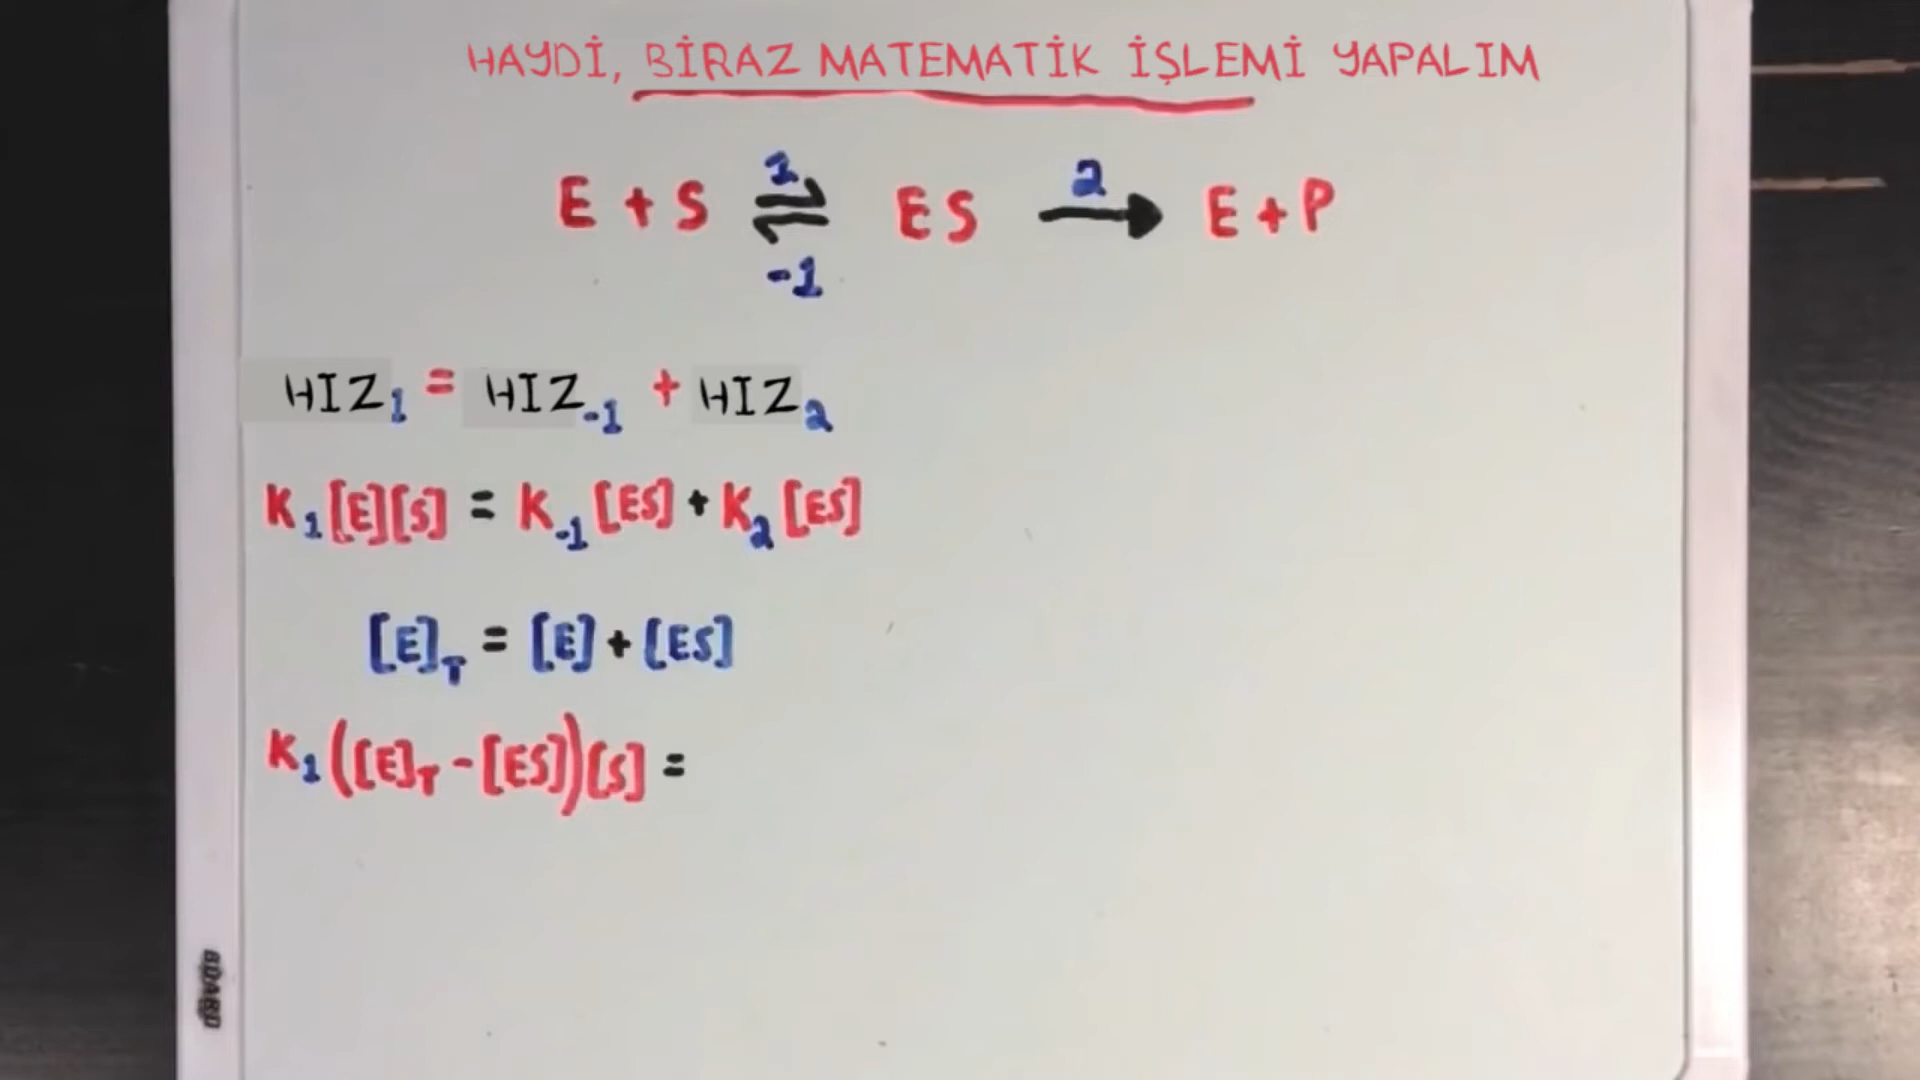 HAYDİ, BİRAZ MATEMATİK İŞLEMİ YAPALIM
1 2
E + S ⇌ ES → E + P
-1
HIZ₁ = HIZ₋₁ + HIZ₂
K₁[E][S] = K₋₁[ES] + K₂[ES]
[E]T = [E] + [ES]
K₁([E]T - [ES])[S] =
BOARD